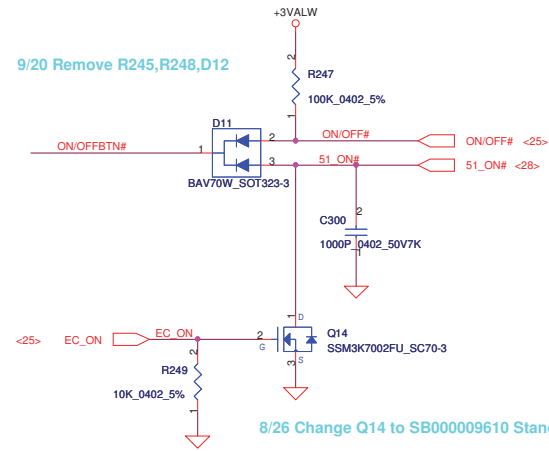 +3VALW
9/20 Remove R245,R248,D12
2
R247
100K_0402_5%
1
D11
ON/OFFBTN#
1
2
ON/OFF#
ON/OFF# <25>
3
51_ON#
51_ON# <28>
BAV70W_SOT323-3
2
C300
1000P_0402_50V7K
1
1
D
<25> EC_ON
EC_ON
2
G
Q14
SSM3K7002FU_SC70-3
3
S
2
R249
10K_0402_5%
1
8/26 Change Q14 to SB000009610 Stan